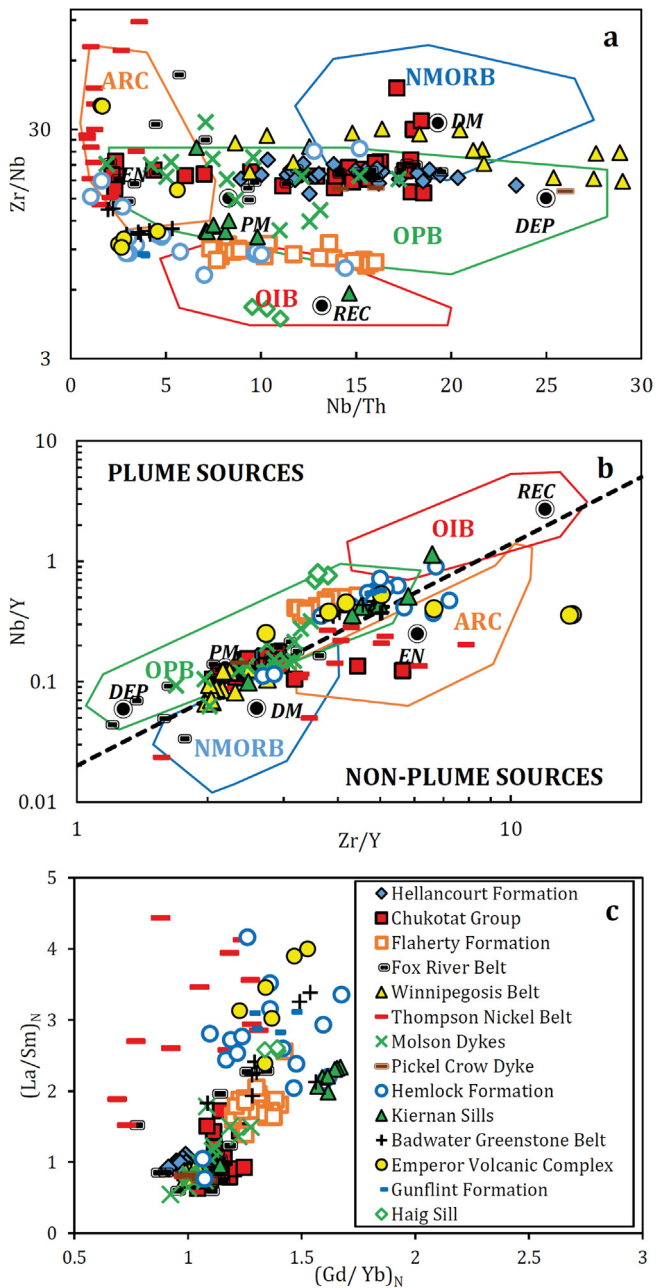 a
ARC
NMORB
DM
30
EN
DEP
PM
OPB
OIB
REC
3
Zr/Nb
0 5 10 15 20 25 30
Nb/Th
10
PLUME SOURCES
b
REC
OIB
1
Nb/Y
ARC
EN
PM
OPB
0.1
DEP
DM
NMORB
NON-PLUME SOURCES
0.01
1 10
Zr/Y
5
c
Hellancourt Formation
Chukotat Group
Flaherty Formation
Fox River Belt
Winnipegosis Belt
Thompson Nickel Belt
Molson Dykes
Pickel Crow Dyke
Hemlock Formation
Kiernan Sills
Badwater Greenstone Belt
Emperor Volcanic Complex
Gunflint Formation
Haig Sill
4
3
2
1
0
(La/Sm)N
0.5 1 1.5 2 2.5 3
(Gd/ Yb)N